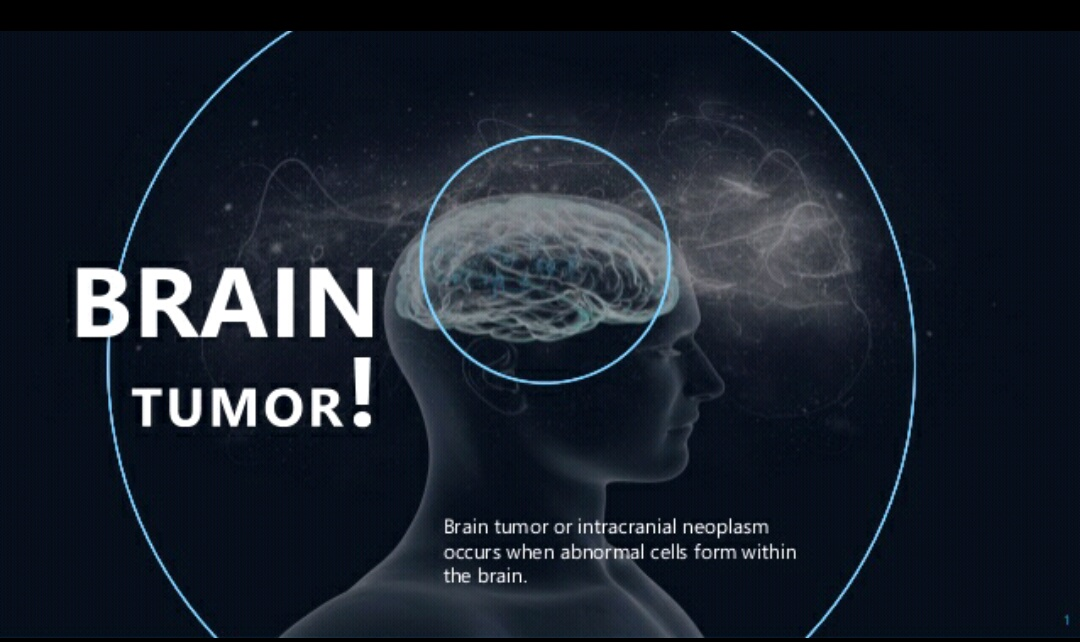 BRAIN
TUMOR!
Brain tumor or intracranial neoplasm
occurs when abnormal cells form within
the brain.
1